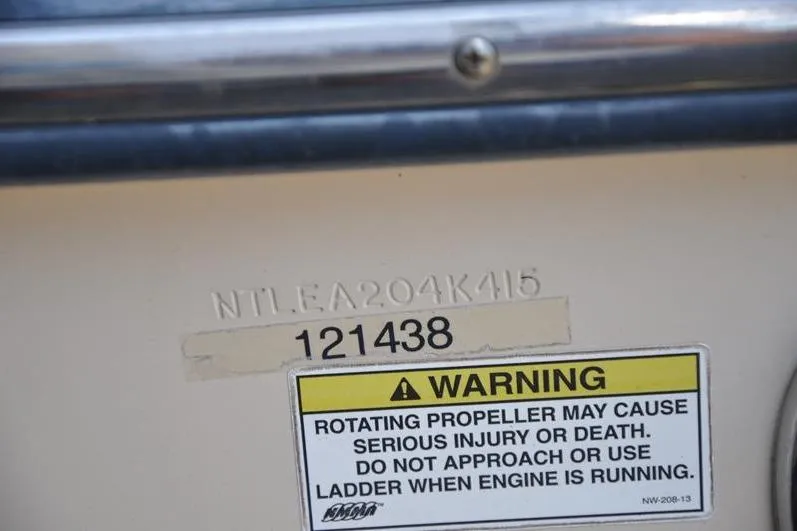 NTLEA204K415
121438
WARNING
ROTATING PROPELLER MAY CAUSE
SERIOUS INJURY OR DEATH.
DO NOT APPROACH OR USE
LADDER WHEN ENGINE IS RUNNING.
NMMA
NW-208-13